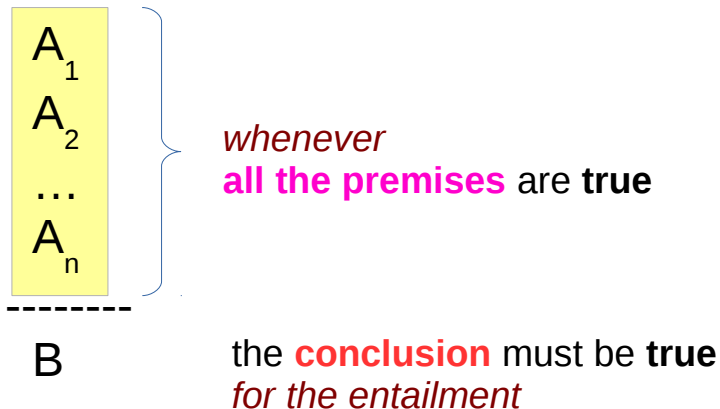 A₁
A₂
...
Aₙ
whenever
all the premises are true
--------
B
the conclusion must be true
for the entailment